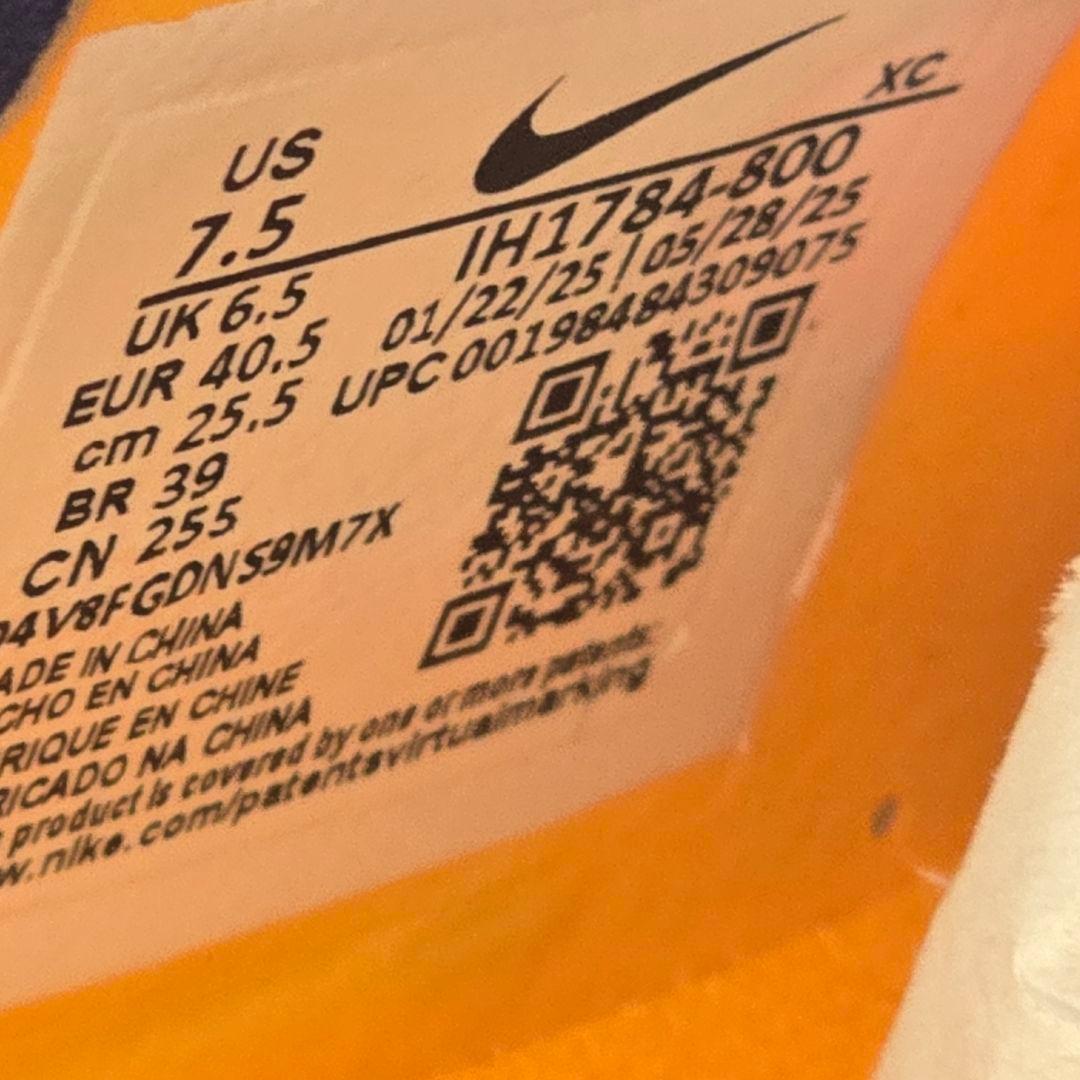 XC
US
7.5
IH1784-800
UK 6.5
01/22/25 | 05/28/25
EUR 40.5
UPC 00198484309075
cm 25.5
BR 39
CN 255
04V8FGDNS9M7X
ADE IN CHINA
CHO EN CHINA
RIQUE EN CHINE
RICADO NA CHINA
product is covered by one or more patents.
w.nike.com/patentsvirtualmarking